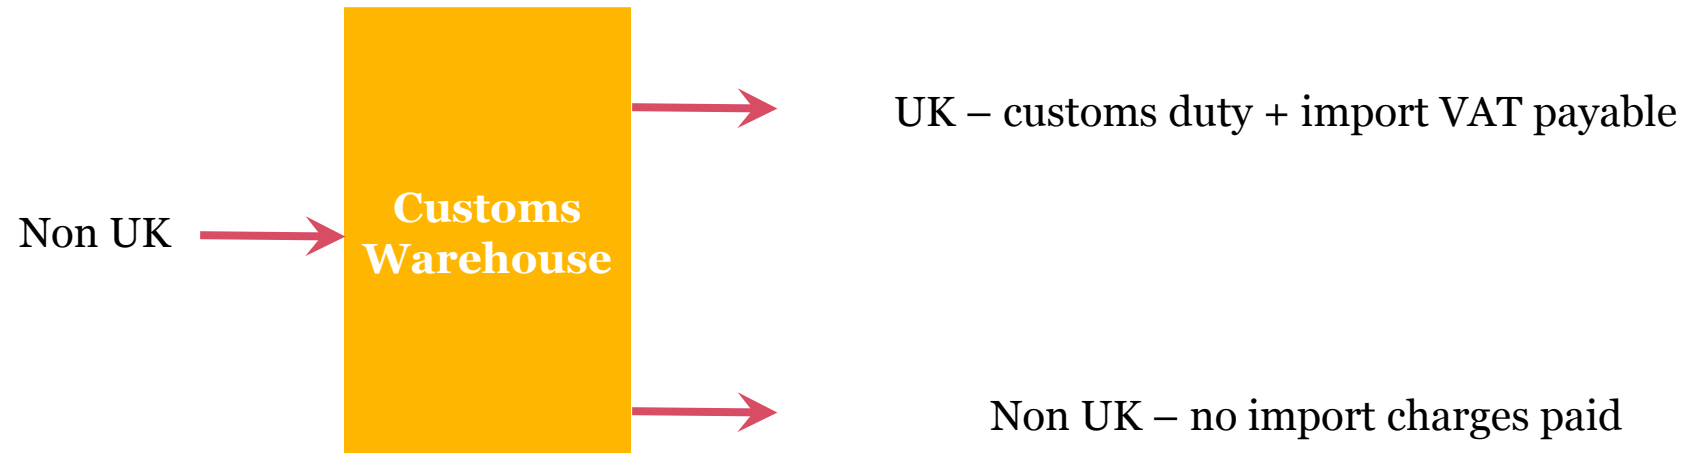 Non UK
Customs
Warehouse
UK – customs duty + import VAT payable
Non UK – no import charges paid